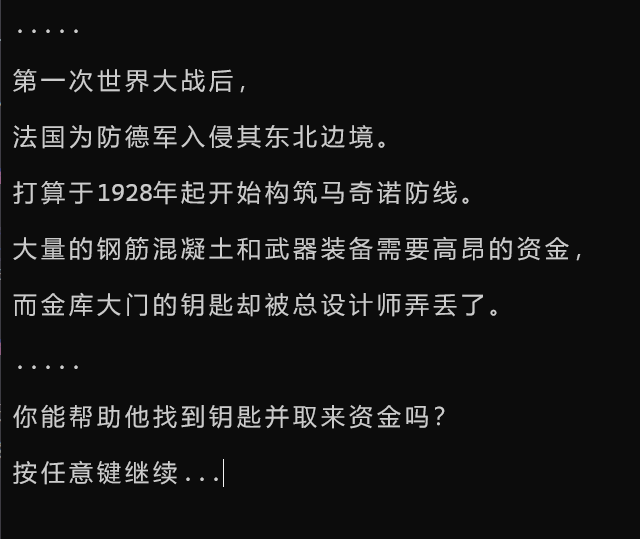 .....
第一次世界大战后,
法国为防德军入侵其东北边境。
打算于1928年起开始构筑马奇诺防线。
大量的钢筋混凝土和武器装备需要高昂的资金,
而金库大门的钥匙却被总设计师弄丢了。
.....
你能帮助他找到钥匙并取来资金吗?
按任意键继续...